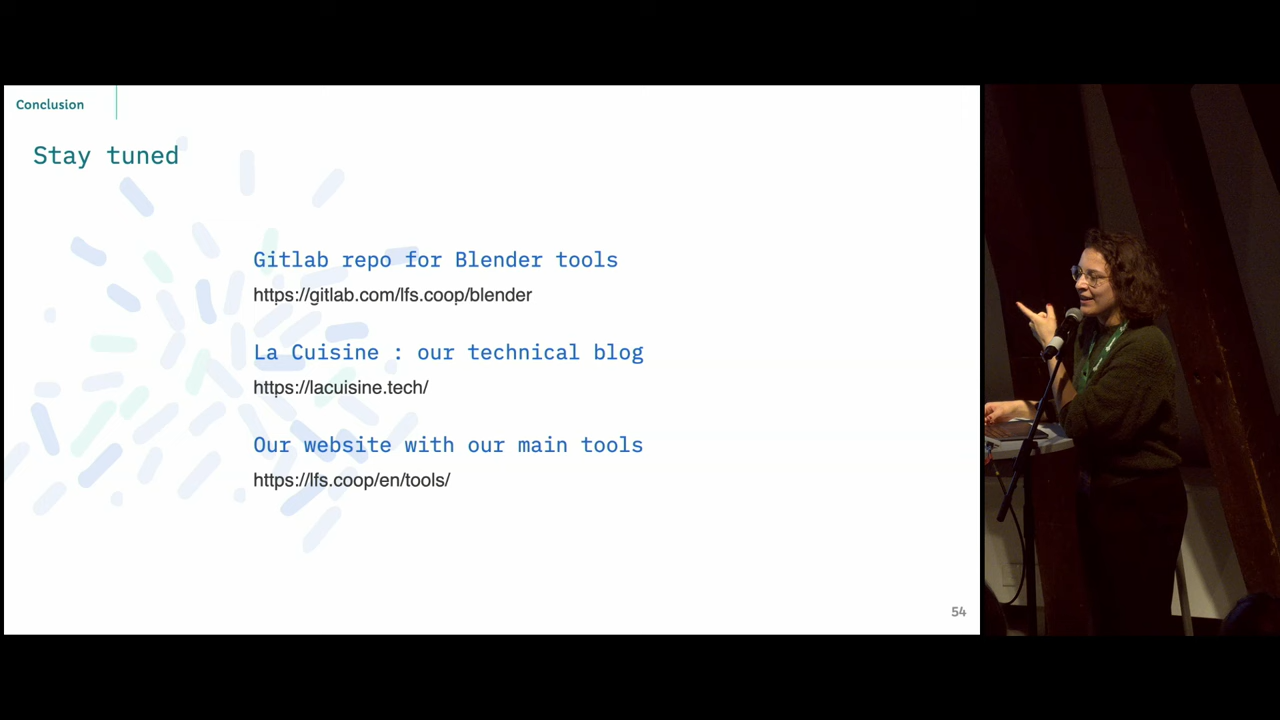 Conclusion
Stay tuned
Gitlab repo for Blender tools
https://gitlab.com/lfs.coop/blender
La Cuisine : our technical blog
https://lacuisine.tech/
Our website with our main tools
https://lfs.coop/en/tools/
54